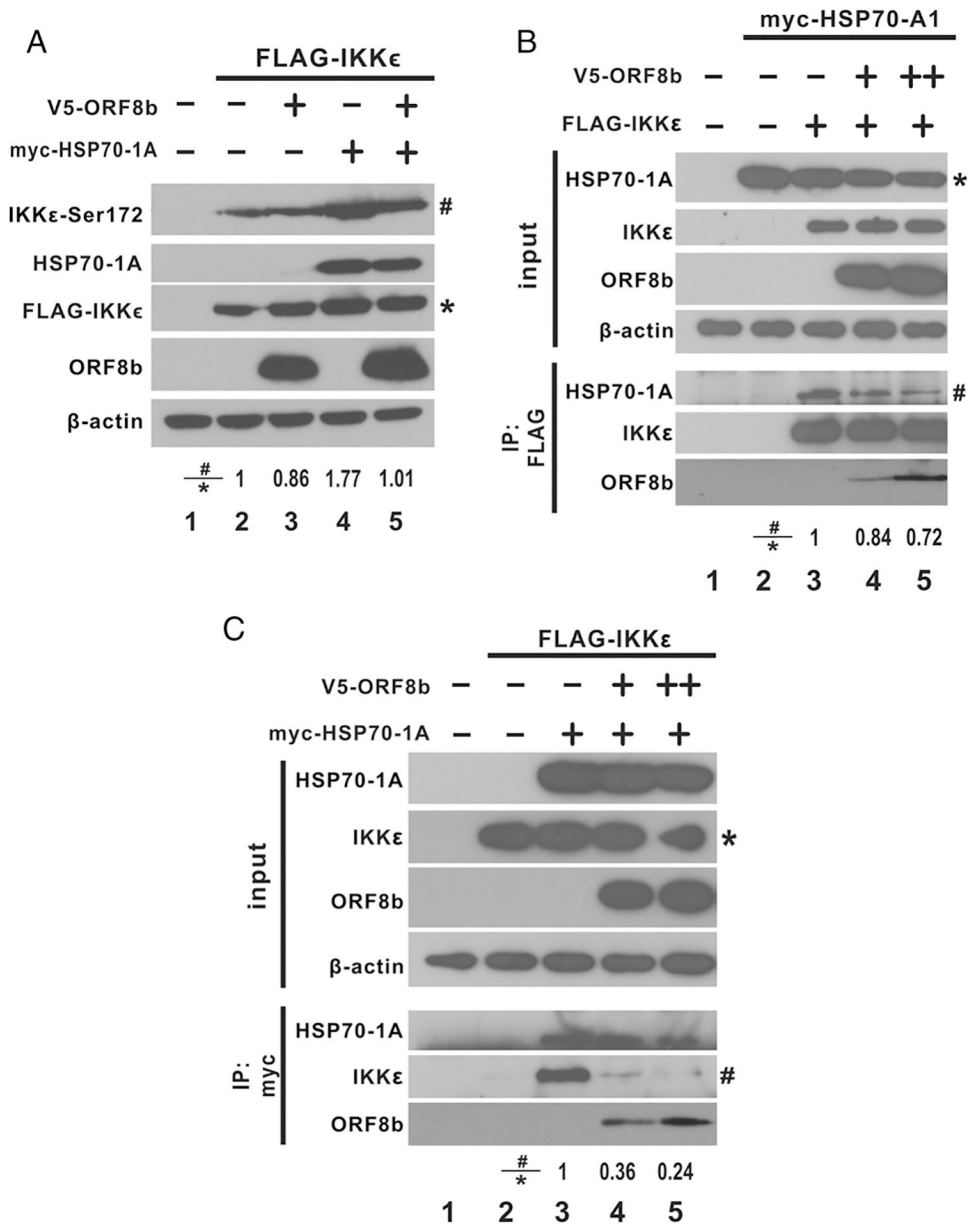 A
FLAG-IKKϵ
V5-ORF8b – – + – +
myc-HSP70-1A – – – + +
IKKε-Ser172 #
HSP70-1A
FLAG-IKKϵ *
ORF8b
β-actin
#/* 1 0.86 1.77 1.01
1 2 3 4 5
B
myc-HSP70-A1
V5-ORF8b – – – + ++
FLAG-IKKε – – + + +
input
HSP70-1A *
IKKε
ORF8b
β-actin
IP: FLAG
HSP70-1A #
IKKε
ORF8b
#/* 1 0.84 0.72
1 2 3 4 5
C
FLAG-IKKε
V5-ORF8b – – – + ++
myc-HSP70-1A – – + + +
input
HSP70-1A
IKKε *
ORF8b
β-actin
IP: myc
HSP70-1A
IKKε #
ORF8b
#/* 1 0.36 0.24
1 2 3 4 5